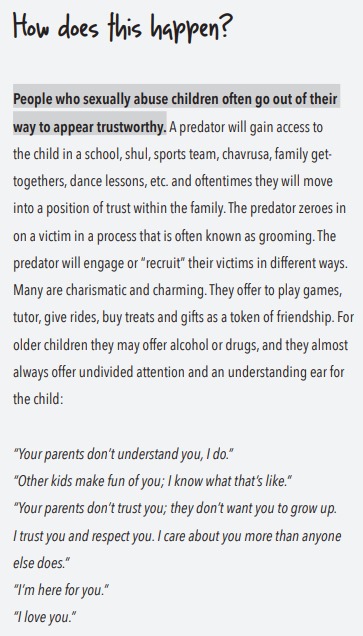 How does this happen?
People who sexually abuse children often go out of their
way to appear trustworthy. A predator will gain access to
the child in a school, shul, sports team, chavrusa, family get-
togethers, dance lessons, etc. and oftentimes they will move
into a position of trust within the family. The predator zeroes in
on a victim in a process that is often known as grooming. The
predator will engage or “recruit” their victims in different ways.
Many are charismatic and charming. They offer to play games,
tutor, give rides, buy treats and gifts as a token of friendship. For
older children they may offer alcohol or drugs, and they almost
always offer undivided attention and an understanding ear for
the child:
“Your parents don’t understand you, I do.”
“Other kids make fun of you; I know what that’s like.”
“Your parents don’t trust you; they don’t want you to grow up.
I trust you and respect you. I care about you more than anyone
else does.”
“I’m here for you.”
“I love you.”